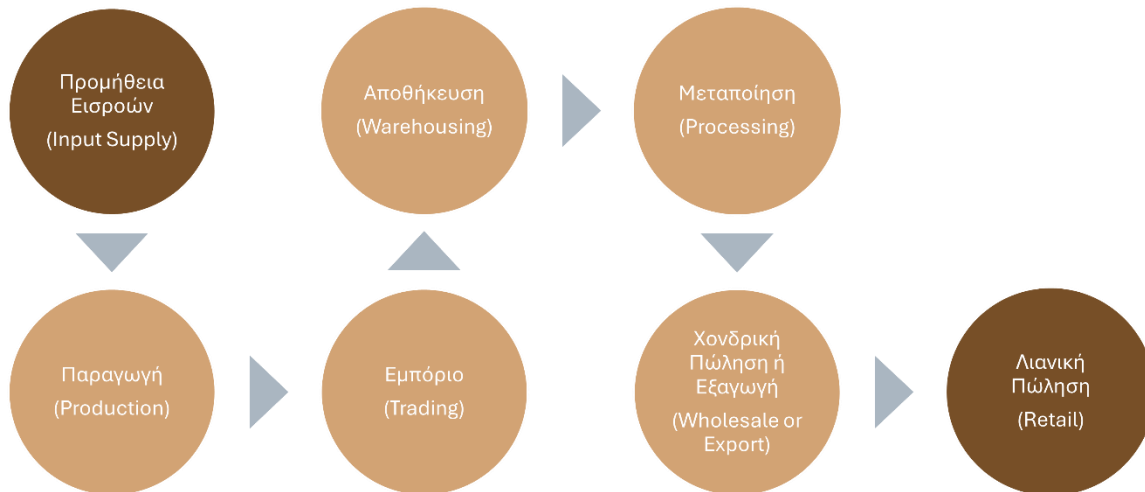 Προμήθεια
Εισροών
(Input Supply)
Παραγωγή
(Production)
Εμπόριο
(Trading)
Αποθήκευση
(Warehousing)
Μεταποίηση
(Processing)
Χονδρική
Πώληση ή
Εξαγωγή
(Wholesale or
Export)
Λιανική
Πώληση
(Retail)